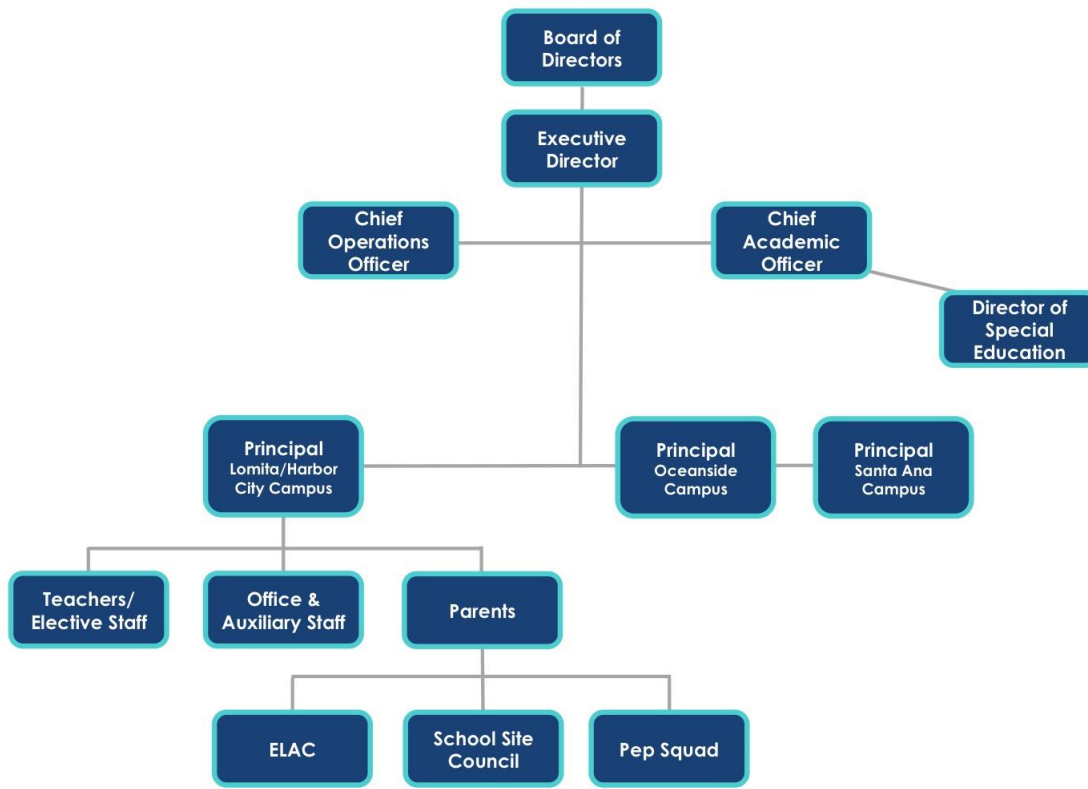 Board of
Directors
Executive
Director
Chief
Operations
Officer
Chief
Academic
Officer
Director of
Special
Education
Principal
Lomita/Harbor
City Campus
Principal
Oceanside
Campus
Principal
Santa Ana
Campus
Teachers/
Elective Staff
Office &
Auxiliary Staff
Parents
ELAC
School Site
Council
Pep Squad